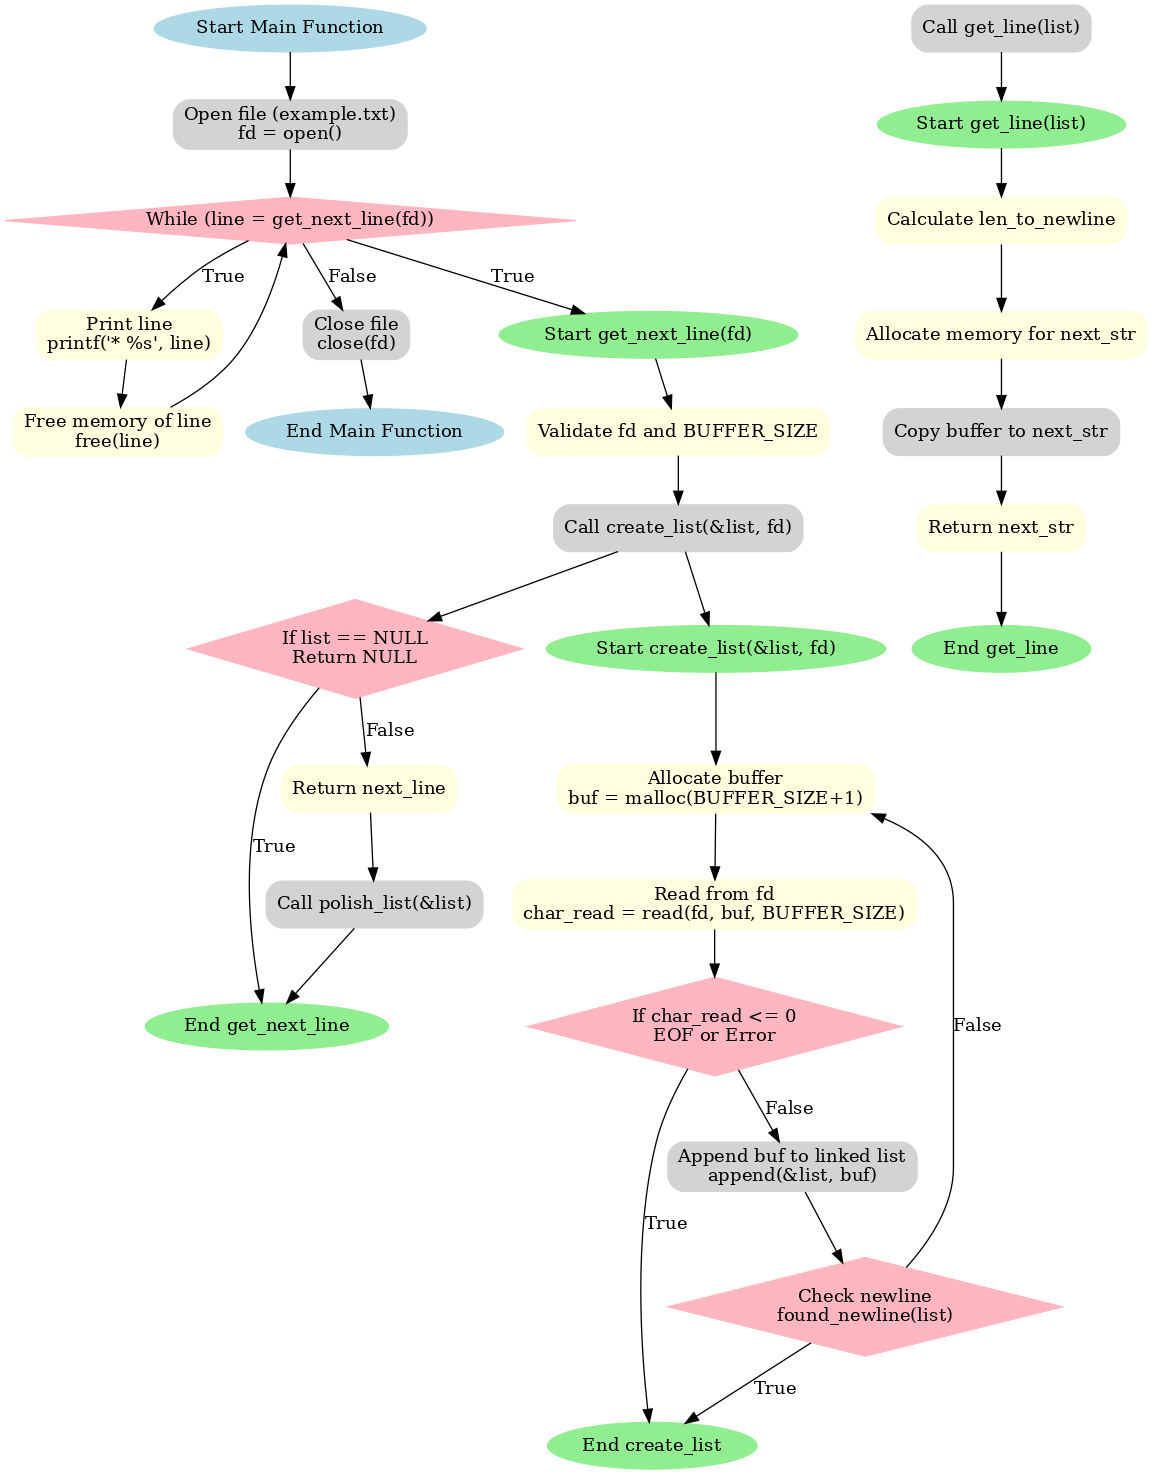 Start Main Function
Open file (example.txt)
fd = open()
While (line = get_next_line(fd))
True
False
True
Print line
printf('* %s', line)
Close file
close(fd)
Start get_next_line(fd)
Free memory of line
free(line)
End Main Function
Validate fd and BUFFER_SIZE
Call create_list(&list, fd)
If list == NULL
Return NULL
Start create_list(&list, fd)
False
Return next_line
Allocate buffer
buf = malloc(BUFFER_SIZE+1)
True
Call polish_list(&list)
Read from fd
char_read = read(fd, buf, BUFFER_SIZE)
End get_next_line
If char_read <= 0
EOF or Error
False
False
Append buf to linked list
append(&list, buf)
True
Check newline
found_newline(list)
True
End create_list
Call get_line(list)
Start get_line(list)
Calculate len_to_newline
Allocate memory for next_str
Copy buffer to next_str
Return next_str
End get_line